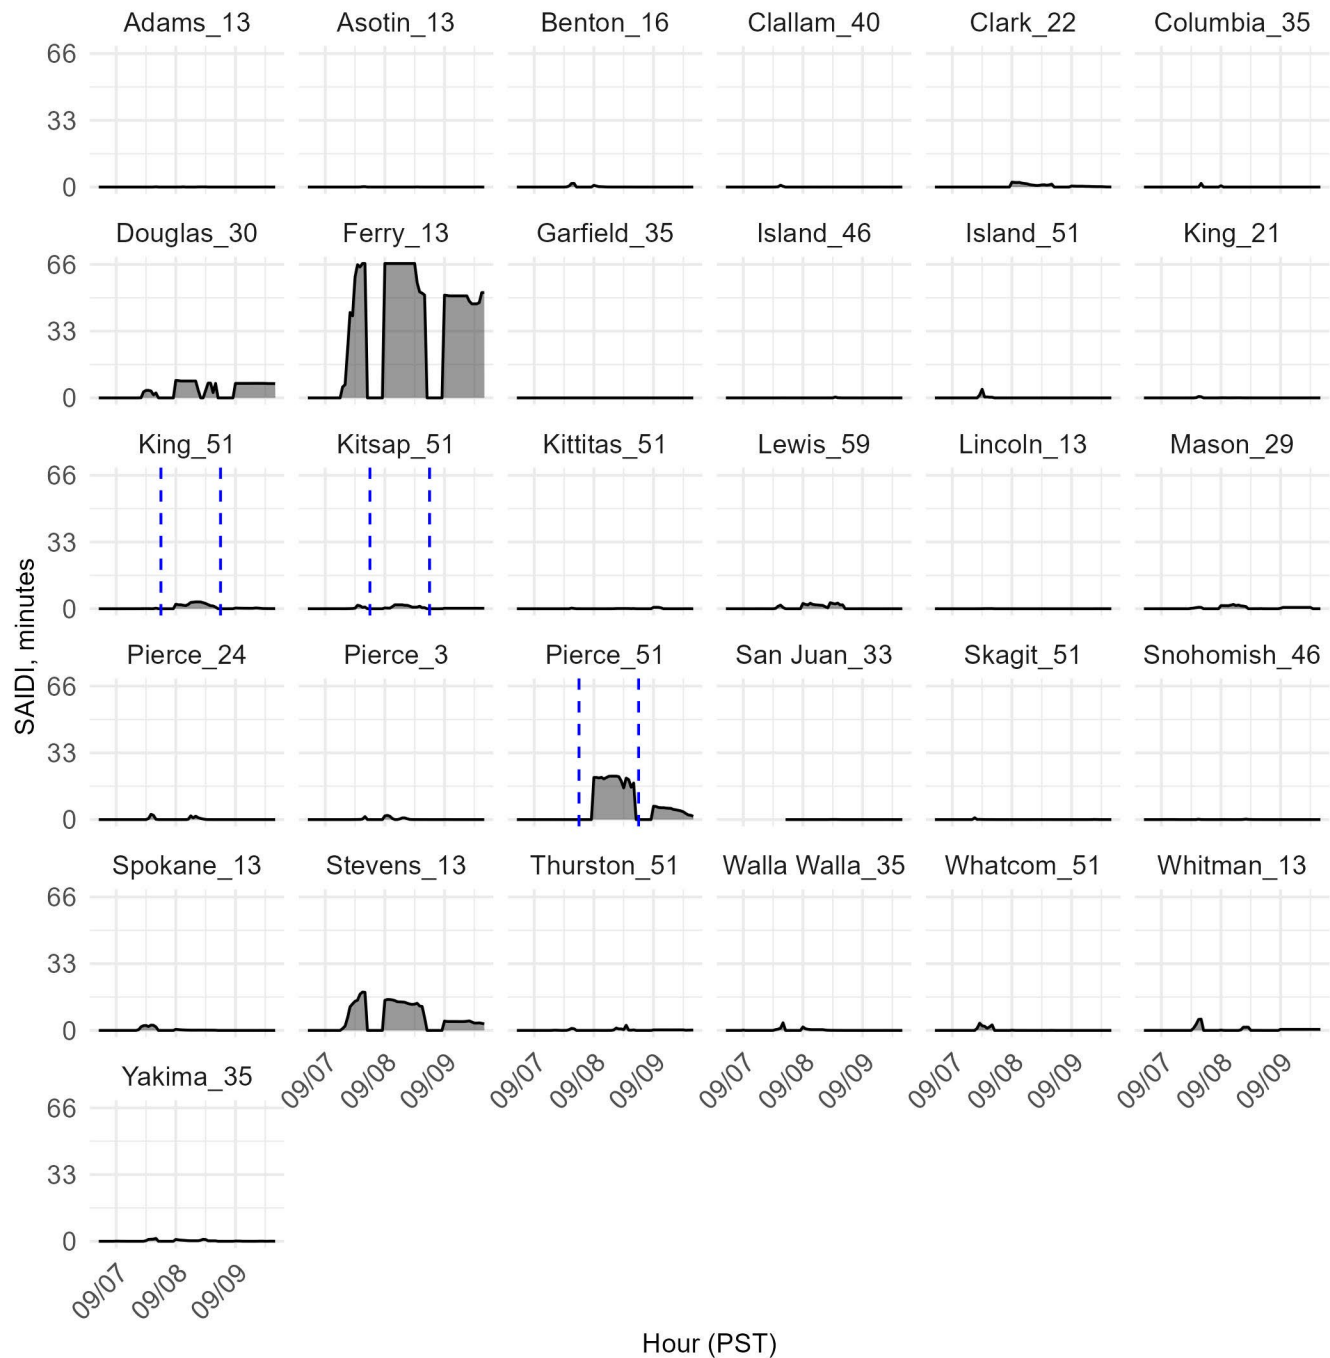 Adams_13 Asotin_13 Benton_16 Clallam_40 Clark_22 Columbia_35
66
33
0
Douglas_30 Ferry_13 Garfield_35 Island_46 Island_51 King_21
66
33
0
King_51 Kitsap_51 Kittitas_51 Lewis_59 Lincoln_13 Mason_29
66
33
0
SAIDI, minutes
Pierce_24 Pierce_3 Pierce_51 San Juan_33 Skagit_51 Snohomish_46
66
33
0
Spokane_13 Stevens_13 Thurston_51 Walla Walla_35 Whatcom_51 Whitman_13
66
33
0
09/07 09/08 09/09 09/07 09/08 09/09 09/07 09/08 09/09 09/07 09/08 09/09 09/07 09/08 09/09
Yakima_35
66
33
0
09/07 09/08 09/09
Hour (PST)